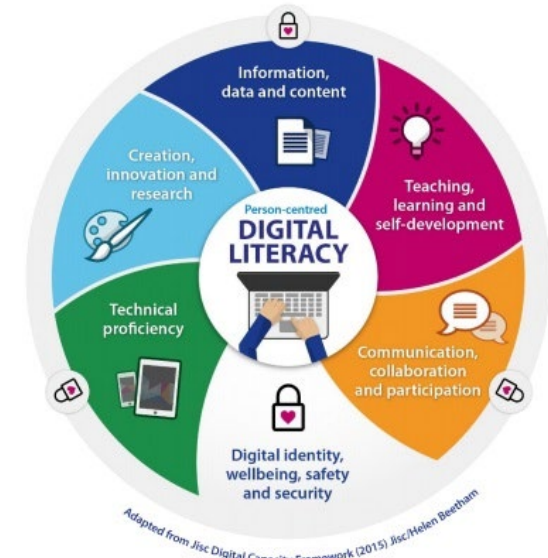 Information,
data and content
Teaching,
learning and
self-development
Communication,
collaboration
and participation
Digital identity,
wellbeing, safety
and security
Technical
proficiency
Creation,
innovation and
research
Person-centred
DIGITAL
LITERACY
Adapted from Jisc Digital Capacity Framework (2015) Jisc/Helen Beetham